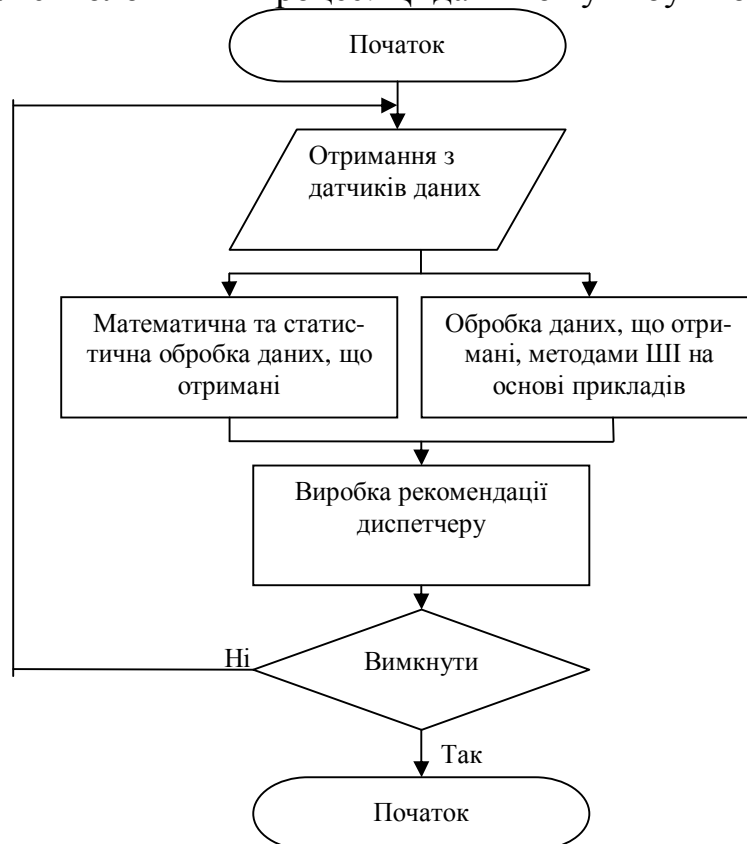 Початок
Отримання з
датчиків даних
Математична та статис-
тична обробка даних, що
отримані
Обробка даних, що отри-
мані, методами ШІ на
основі прикладів
Виробка рекомендації
диспетчеру
Ні
Вимкнути
Так
Початок